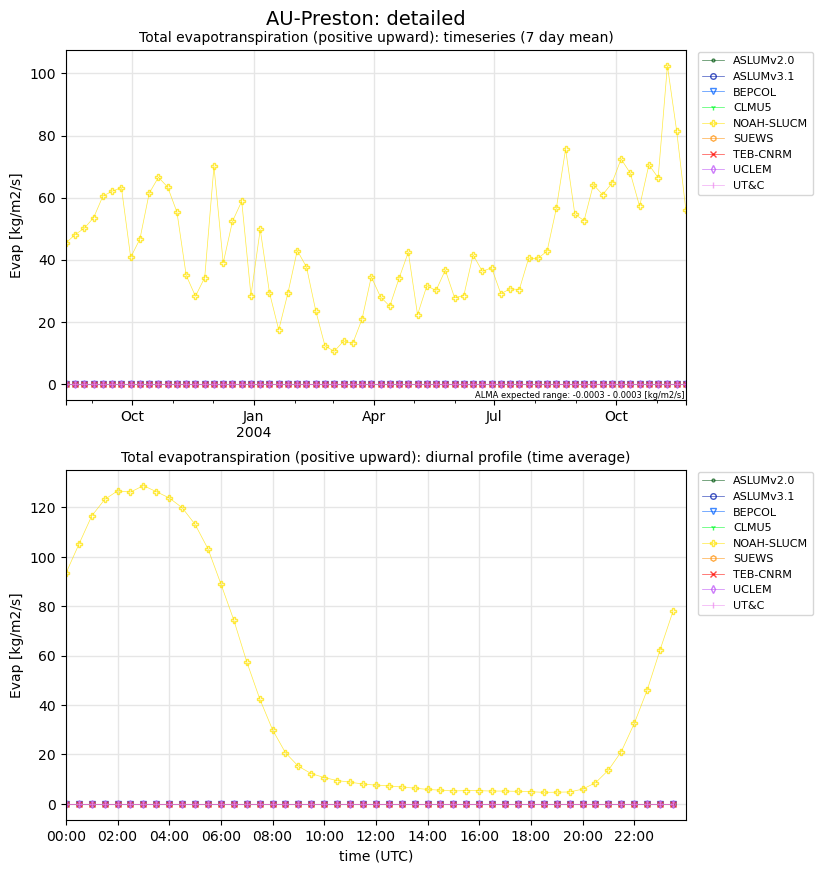 AU-Preston: detailed
Total evapotranspiration (positive upward): timeseries (7 day mean)
100
80
60
40
20
0
Evap [kg/m2/s]
Oct
Jan
2004
Apr
Jul
Oct
ALMA expected range: -0.0003 - 0.0003 [kg/m2/s]
ASLUMv2.0
ASLUMv3.1
BEPCOL
CLMU5
NOAH-SLUCM
SUEWS
TEB-CNRM
UCLEM
UT&C
Total evapotranspiration (positive upward): diurnal profile (time average)
120
100
80
60
40
20
0
Evap [kg/m2/s]
00:00
02:00
04:00
06:00
08:00
10:00
12:00
14:00
16:00
18:00
20:00
22:00
time (UTC)
ASLUMv2.0
ASLUMv3.1
BEPCOL
CLMU5
NOAH-SLUCM
SUEWS
TEB-CNRM
UCLEM
UT&C